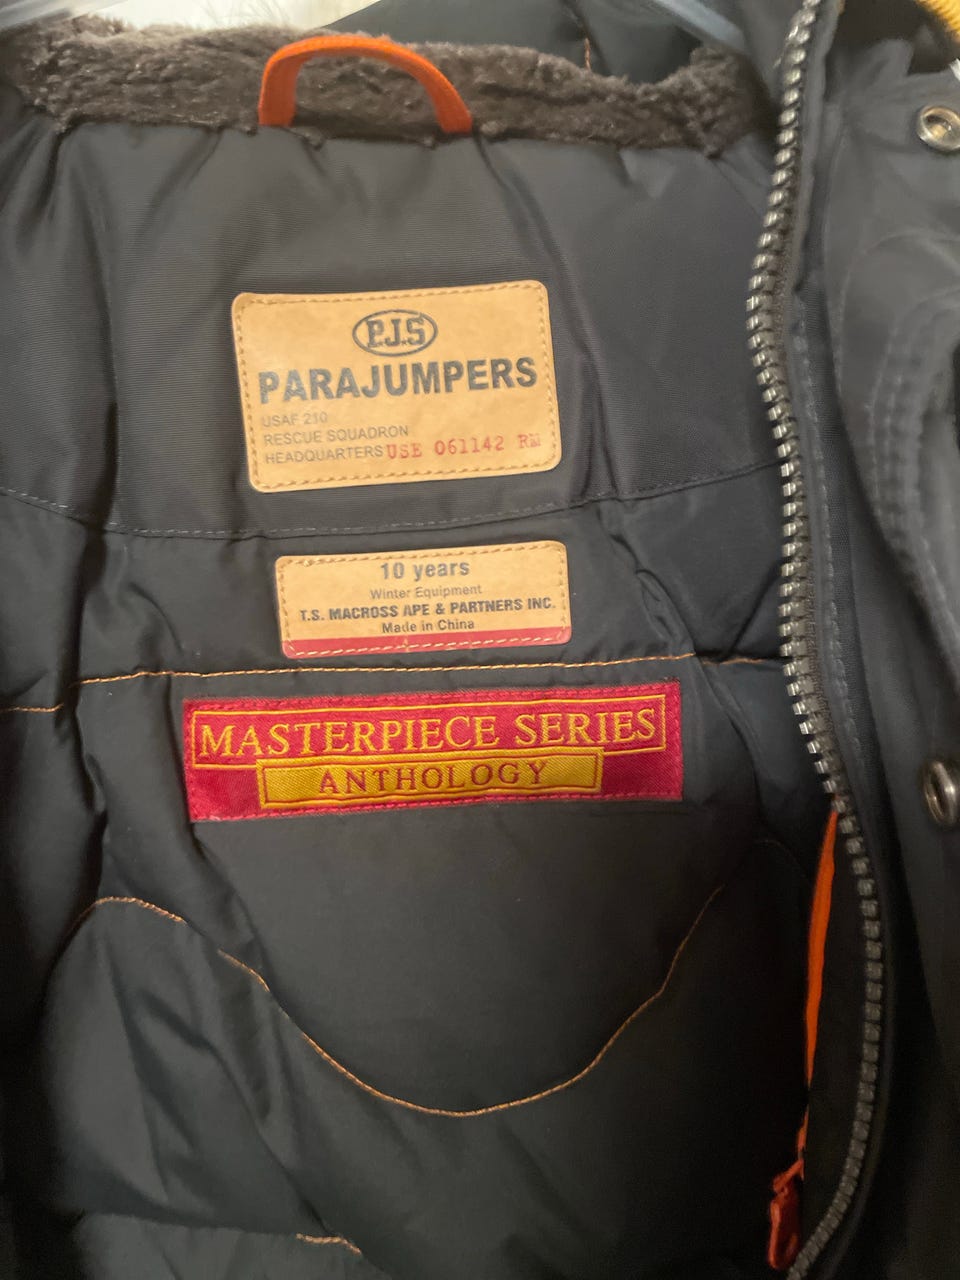 P.J.S
PARAJUMPERS
USAF 210
RESCUE SQUADRON
HEADQUARTERS USE 061142 RM
10 years
Winter Equipment
T.S. MACROSS APE & PARTNERS INC.
Made in China
MASTERPIECE SERIES
ANTHOLOGY